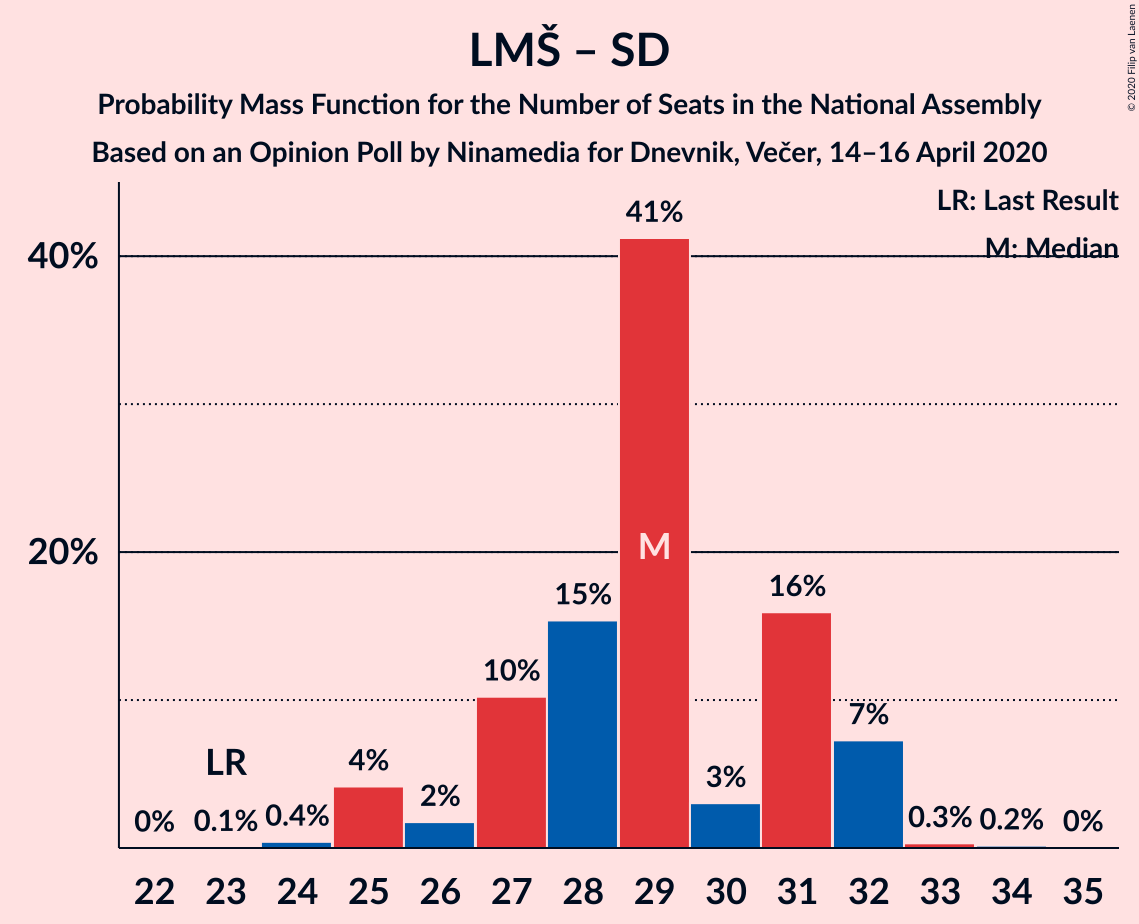 LMŠ – SD
Probability Mass Function for the Number of Seats in the National Assembly
Based on an Opinion Poll by Ninamedia for Dnevnik, Večer, 14–16 April 2020
© 2020 Filip van Laenen
LR: Last Result
M: Median
40%
20%
0%
LR
0.1%
0.4%
4%
2%
10%
15%
41%
M
3%
16%
7%
0.3%
0.2%
0%
22 23 24 25 26 27 28 29 30 31 32 33 34 35